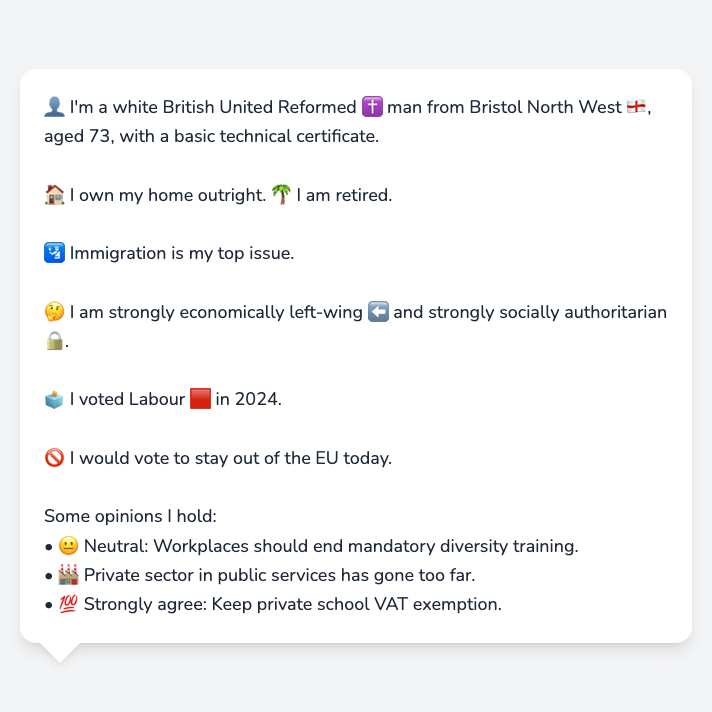 👤 I'm a white British United Reformed ✝️ man from Bristol North West 🏴󠁧󠁢󠁥󠁮󠁧󠁿,
aged 73, with a basic technical certificate.
🏠 I own my home outright. 🌴 I am retired.
🛂 Immigration is my top issue.
🤔 I am strongly economically left-wing ⬅️ and strongly socially authoritarian
🔒.
🗳️ I voted Labour 🟥 in 2024.
🚫 I would vote to stay out of the EU today.
Some opinions I hold:
• 😐 Neutral: Workplaces should end mandatory diversity training.
• 🏭 Private sector in public services has gone too far.
• 💯 Strongly agree: Keep private school VAT exemption.